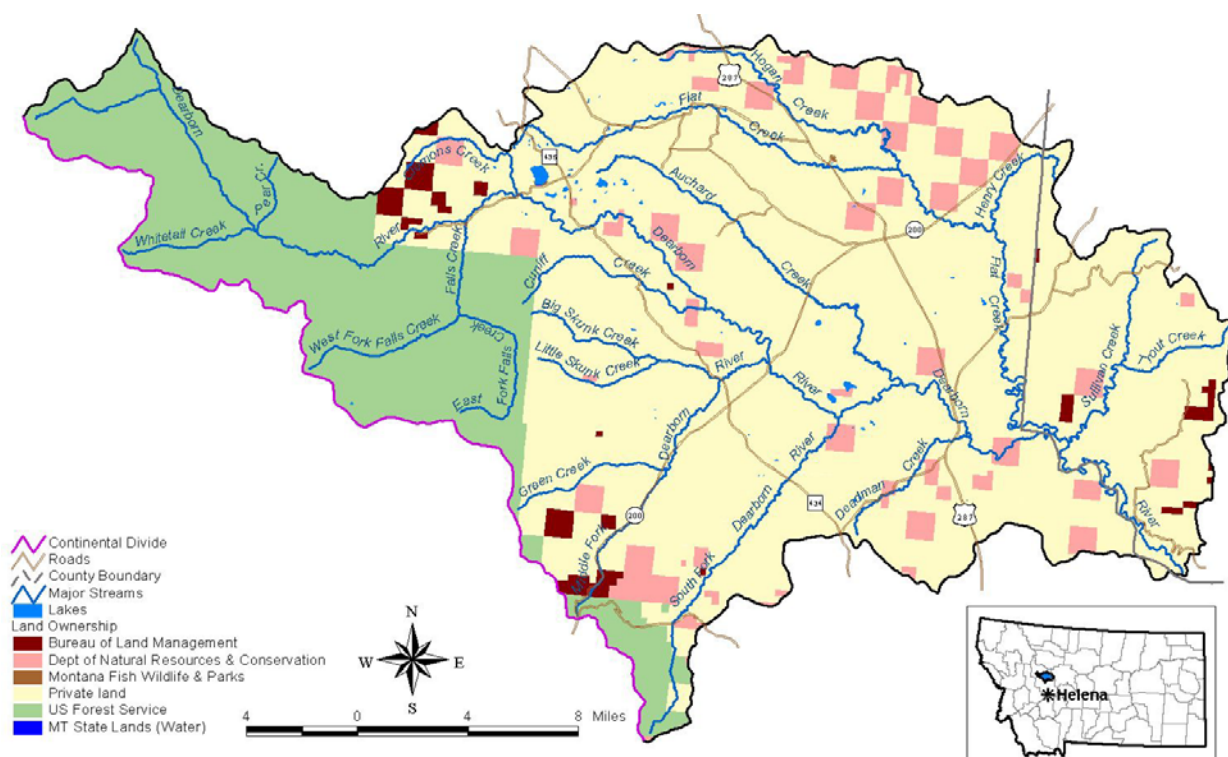 Hogan
287
Flat
Creek
Creek
Dearborn
435
Clemons Creek
Auchard
Henry Creek
Pear Cr.
200
Whitetail Creek
River
Falls Creek
Dearborn
Creek
Cuniff
Creek
Flat
Creek
Big Skunk Creek
West Fork Falls Creek
Creek
Little Skunk Creek
River
River
Dearborn
Sullivan Creek
Trout Creek
East
Fork Falls
Dearborn
River
Creek
Green Creek
Dearborn
Deadman
434
287
200
River
Middle Fork
South Fork
Continental Divide
Roads
County Boundary
Major Streams
Lakes
Land Ownership
Bureau of Land Management
Dept of Natural Resources & Conservation
Montana Fish Wildlife & Parks
Private land
US Forest Service
MT State Lands (Water)
N
W E
S
4 0 4 8 Miles
Helena